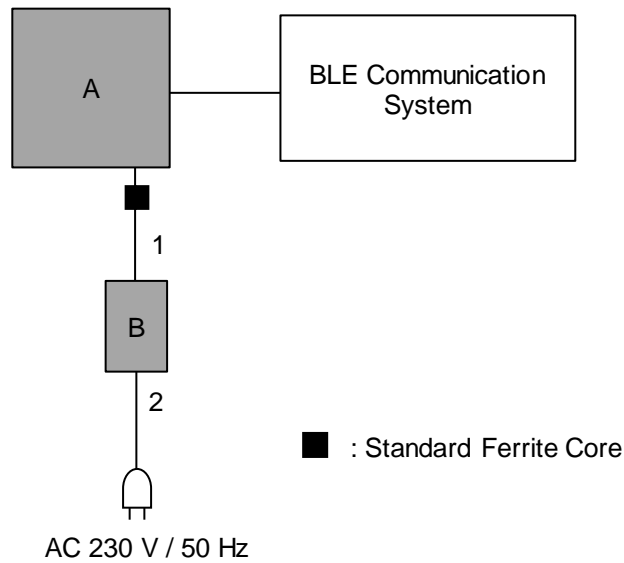 A
BLE Communication
System
1
B
2
: Standard Ferrite Core
AC 230 V / 50 Hz